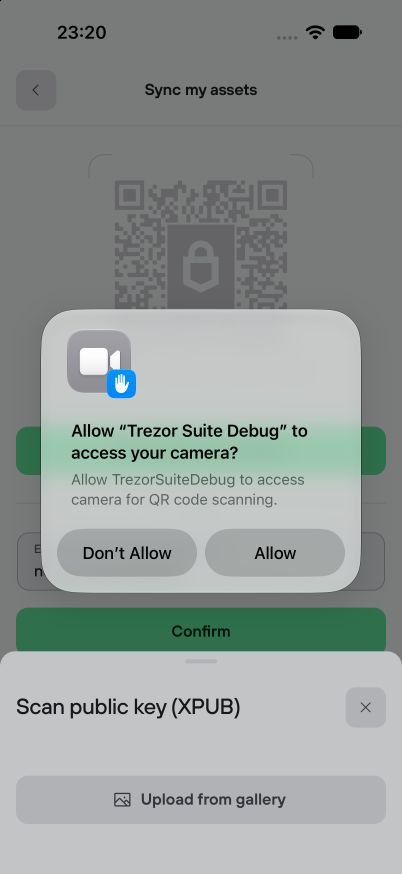 23:20
Sync my assets
Allow “Trezor Suite Debug” to
access your camera?
Allow TrezorSuiteDebug to access
camera for QR code scanning.
Don’t Allow
Allow
Confirm
Scan public key (XPUB)
Upload from gallery